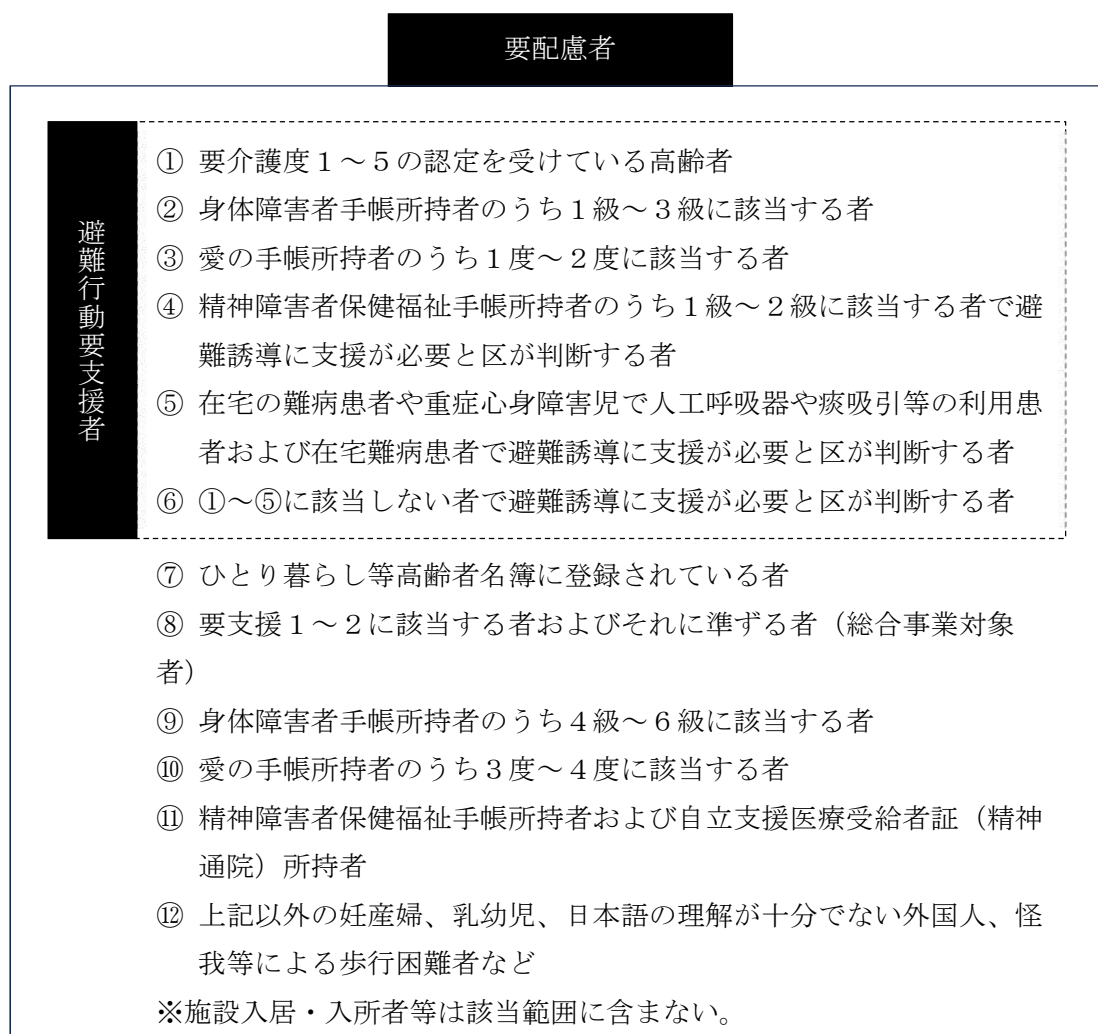 要配慮者
避難行動要支援者
① 要介護度１～５の認定を受けている高齢者
② 身体障害者手帳所持者のうち１級～３級に該当する者
③ 愛の手帳所持者のうち１度～２度に該当する者
④ 精神障害者保健福祉手帳所持者のうち１級～２級に該当する者で避
難誘導に支援が必要と区が判断する者
⑤ 在宅の難病患者や重症心身障害児で人工呼吸器や痰吸引等の利用患
者および在宅難病患者で避難誘導に支援が必要と区が判断する者
⑥ ①～⑤に該当しない者で避難誘導に支援が必要と区が判断する者
⑦ ひとり暮らし等高齢者名簿に登録されている者
⑧ 要支援１～２に該当する者およびそれに準ずる者（総合事業対象
者）
⑨ 身体障害者手帳所持者のうち４級～６級に該当する者
⑩ 愛の手帳所持者のうち３度～４度に該当する者
⑪ 精神障害者保健福祉手帳所持者および自立支援医療受給者証（精神
通院）所持者
⑫ 上記以外の妊産婦、乳幼児、日本語の理解が十分でない外国人、怪
我等による歩行困難者など
※施設入居・入所者等は該当範囲に含まない。